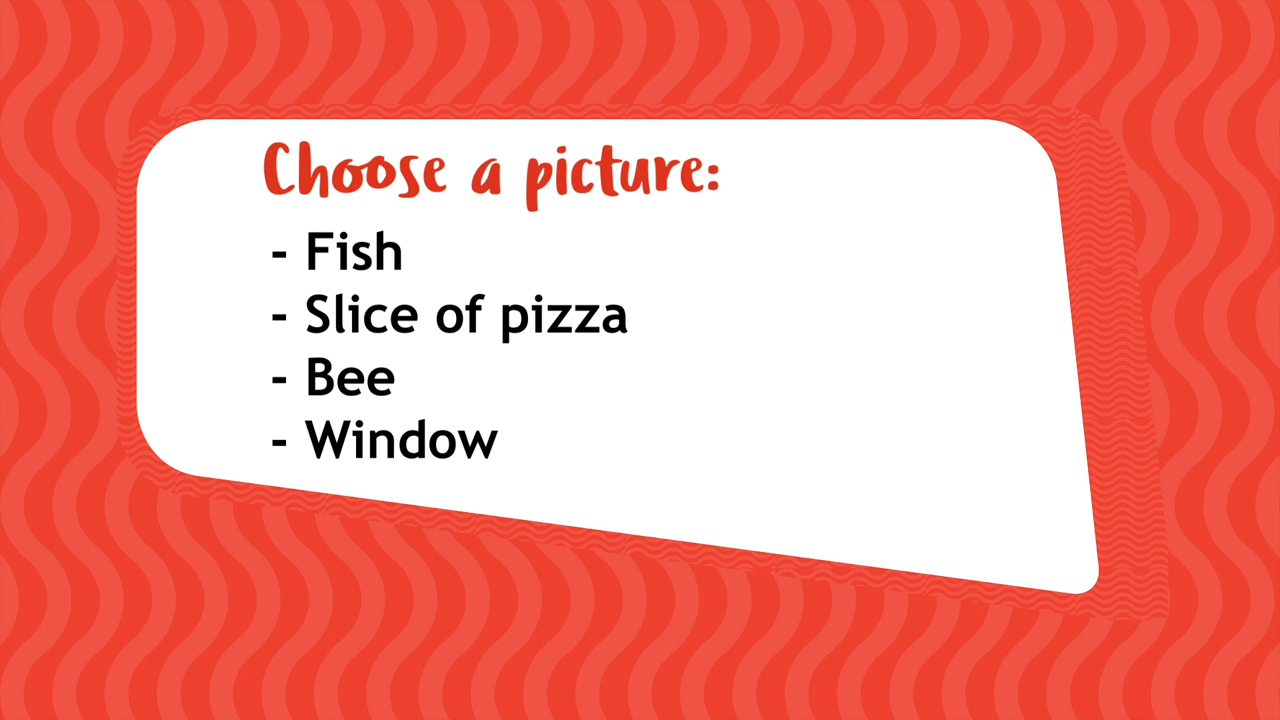 Choose a picture:
- Fish
- Slice of pizza
- Bee
- Window